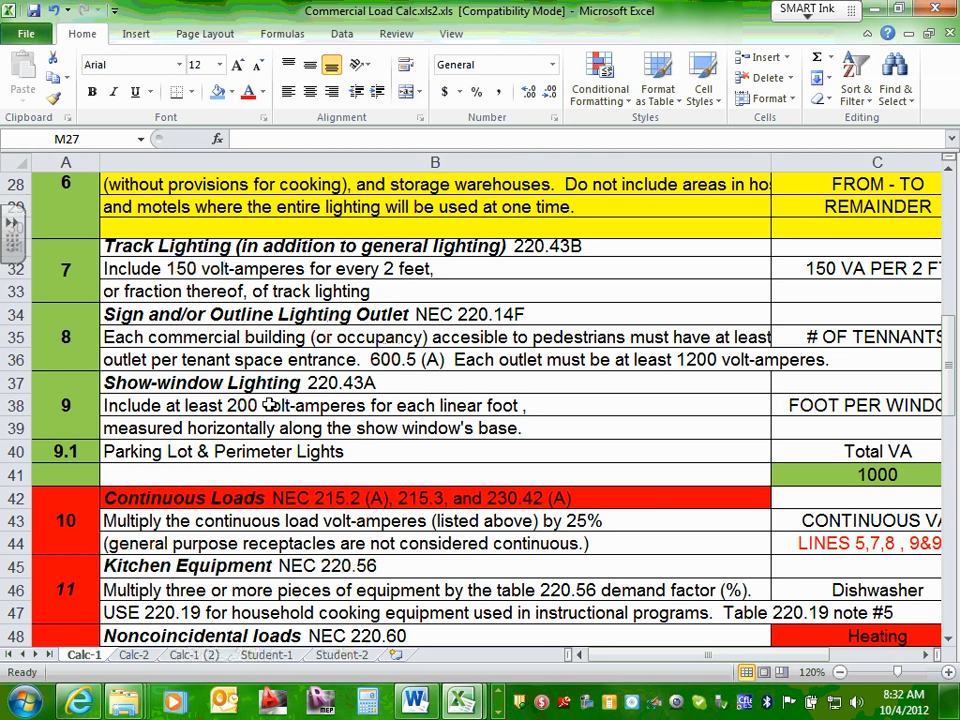 Commercial Load Calc.xls2.xls [Compatibility Mode] - Microsoft Excel
SMART Ink
File Home Insert Page Layout Formulas Data Review View
Paste
Arial 12
General
Conditional Formatting
Format as Table
Cell Styles
Insert
Delete
Format
Sort & Filter
Find & Select
Clipboard Font Alignment Number Styles Cells Editing
M27 fx
A B C
28 6 (without provisions for cooking), and storage warehouses. Do not include areas in hos FROM - TO
29 and motels where the entire lighting will be used at one time. REMAINDER
30
Track Lighting (in addition to general lighting) 220.43B
32 7 Include 150 volt-amperes for every 2 feet, 150 VA PER 2 FT
33 or fraction thereof, of track lighting
34 Sign and/or Outline Lighting Outlet NEC 220.14F
35 8 Each commercial building (or occupancy) accesible to pedestrians must have at least # OF TENNANTS
36 outlet per tenant space entrance. 600.5 (A) Each outlet must be at least 1200 volt-amperes.
37 Show-window Lighting 220.43A
38 9 Include at least 200 volt-amperes for each linear foot , FOOT PER WINDO
39 measured horizontally along the show window's base.
40 9.1 Parking Lot & Perimeter Lights Total VA
41 1000
42 Continuous Loads NEC 215.2 (A), 215.3, and 230.42 (A)
43 10 Multiply the continuous load volt-amperes (listed above) by 25% CONTINUOUS VA
44 (general purpose receptacles are not considered continuous.) LINES 5,7,8 , 9&9
45 Kitchen Equipment NEC 220.56
46 11 Multiply three or more pieces of equipment by the table 220.56 demand factor (%). Dishwasher
47 USE 220.19 for household cooking equipment used in instructional programs. Table 220.19 note #5
48 Noncoincidental loads NEC 220.60 Heating
Calc-1 Calc-2 Calc-1 (2) Student-1 Student-2
Ready 120%
8:32 AM
10/4/2012